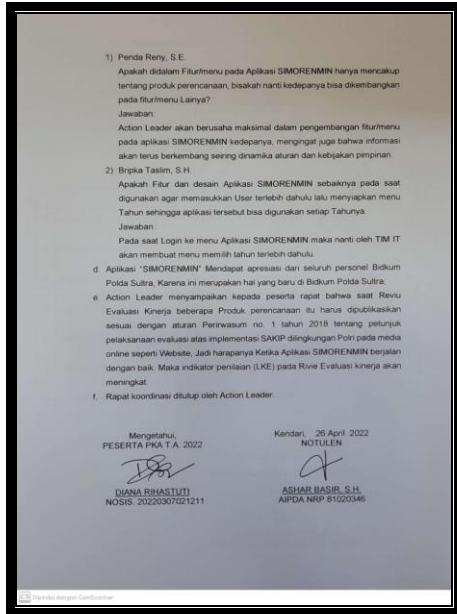 1) Penda Reny, S.E.
Apakah didalam Fitur/menu pada Aplikasi SIMORENMIN hanya mencakup
tentang produk perencanaan, bisakah nanti kedepanya bisa dikembangkan
pada fitur/menu Lainya?
Jawaban:
Action Leader akan berusaha maksimal dalam pengembangan fitur/menu
pada aplikasi SIMORENMIN kedepanya, mengingat juga bahwa informasi
akan terus berkembang seiring dinamika aturan dan kebijakan pimpinan.
2) Bripka Taslim, S.H.
Apakah Fitur dan desain Aplikasi SIMORENMIN sebaiknya pada saat
digunakan agar memasukkan User terlebih dahulu lalu menyiapkan menu
Tahun sehingga aplikasi tersebut bisa digunakan setiap Tahunya.
Jawaban :
Pada saat Login ke menu Aplikasi SIMORENMIN maka nanti oleh TIM IT
akan membuat menu memilih tahun terlebih dahulu.
d. Aplikasi "SIMORENMIN" Mendapat apresiasi dari seluruh personel Bidkum
Polda Sultra, Karena ini merupakan hal yang baru di Bidkum Polda Sultra;
e. Action Leader menyampaikan kepada peserta rapat bahwa saat Reviu
Evaluasi Kinerja beberapa Produk perencanaan itu harus dipublikasikan
sesuai dengan aturan Perirwasum no. 1 tahun 2018 tentang petunjuk
pelaksanaan evaluasi atas implementasi SAKIP dilingkungan Polri pada media
online seperti Website, Jadi harapanya Ketika Aplikasi SIMORENMIN berjalan
dengan baik. Maka indikator penilaian (LKE) pada Rivie Evaluasi kinerja akan
meningkat.
f. Rapat koordinasi ditutup oleh Action Leader.
Mengetahui,
PESERTA PKA T.A. 2022
DIANA RIHASTUTI
NOSIS. 20220307021211
Kendari, 26 April 2022
NOTULEN
ASHAR BASIR, S.H.
AIPDA NRP 81020346
CS Dipindai dengan CamScanner